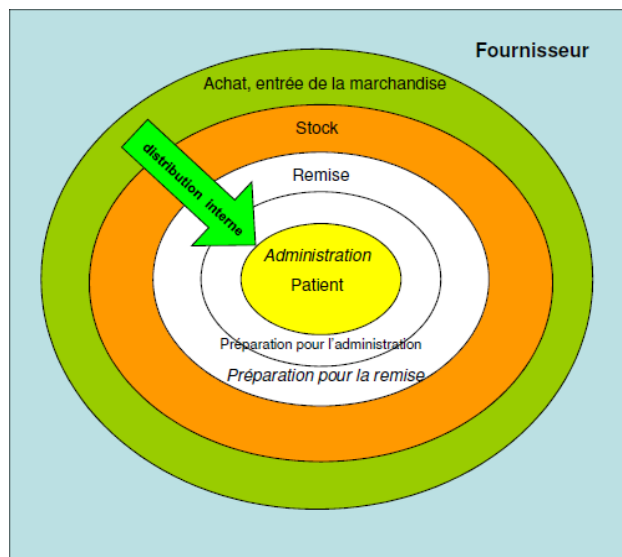 Fournisseur
Achat, entrée de la marchandise
Stock
distribution interne
Remise
Administration
Patient
Préparation pour l'administration
Préparation pour la remise